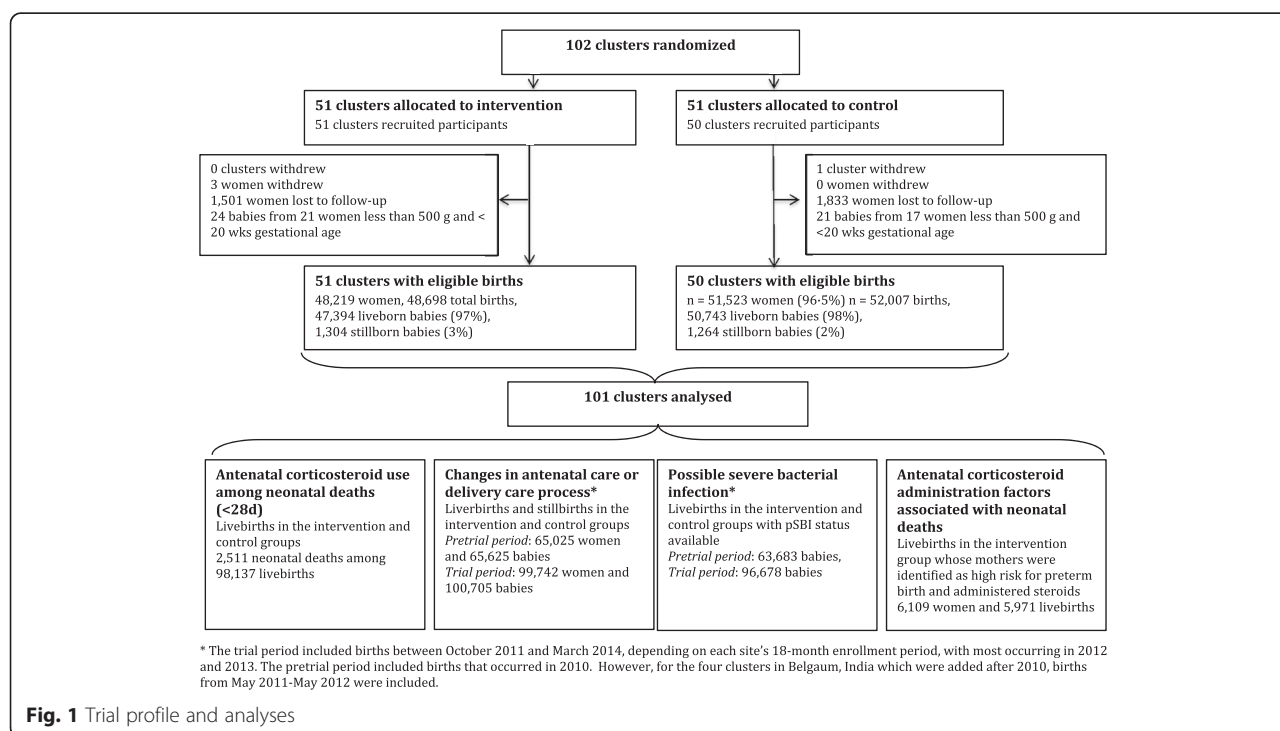 102 clusters randomized
51 clusters allocated to intervention
51 clusters recruited participants
51 clusters allocated to control
50 clusters recruited participants
0 clusters withdrew
3 women withdrew
1,501 women lost to follow-up
24 babies from 21 women less than 500 g and <
20 wks gestational age
1 cluster withdrew
0 women withdrew
1,833 women lost to follow-up
21 babies from 17 women less than 500 g and
<20 wks gestational age
51 clusters with eligible births
48,219 women, 48,698 total births,
47,394 liveborn babies (97%),
1,304 stillborn babies (3%)
50 clusters with eligible births
n = 51,523 women (96·5%) n = 52,007 births,
50,743 liveborn babies (98%),
1,264 stillborn babies (2%)
101 clusters analysed
Antenatal corticosteroid use
among neonatal deaths
(<28d)
Livebirths in the intervention and
control groups
2,511 neonatal deaths among
98,137 livebirths
Changes in antenatal care or
delivery care process*
Liverbirths and stillbirths in the
intervention and control groups
Pretrial period: 65,025 women
and 65,625 babies
Trial period: 99,742 women and
100,705 babies
Possible severe bacterial
infection*
Livebirths in the intervention and
control groups with pSBI status
available
Pretrial period: 63,683 babies,
Trial period: 96,678 babies
Antenatal corticosteroid
administration factors
associated with neonatal
deaths
Livebirths in the intervention
group whose mothers were
identified as high risk for preterm
birth and administered steroids
6,109 women and 5,971 livebirths
* The trial period included births between October 2011 and March 2014, depending on each site's 18-month enrollment period, with most occurring in 2012
and 2013. The pretrial period included births that occurred in 2010. However, for the four clusters in Belgaum, India which were added after 2010, births
from May 2011-May 2012 were included.
Fig. 1 Trial profile and analyses